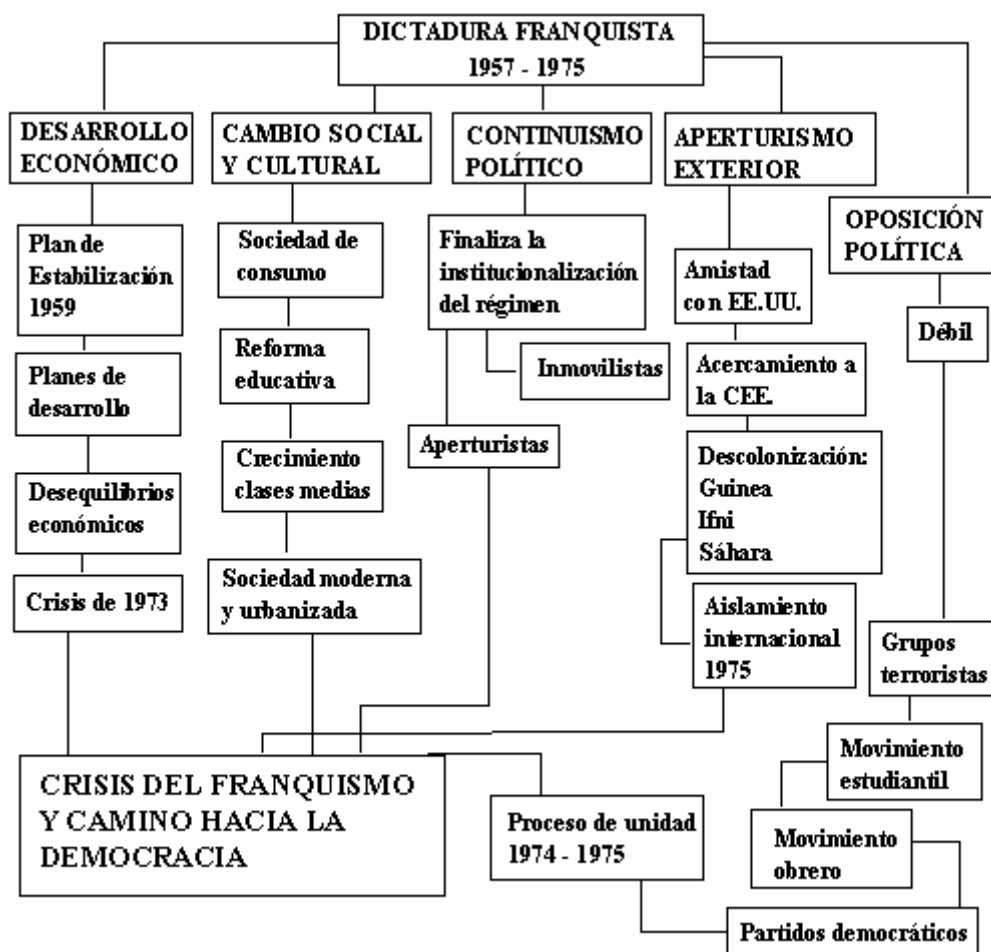 DICTADURA FRANQUISTA
1957 - 1975
DESARROLLO
ECONÓMICO
Plan de
Estabilización
1959
Planes de
desarrollo
Desequilibrios
económicos
Crisis de 1973
CAMBIO SOCIAL
Y CULTURAL
Sociedad de
consumo
Reforma
educativa
Crecimiento
clases medias
Sociedad moderna
y urbanizada
CONTINUISMO
POLÍTICO
Finaliza la
institucionalización
del régimen
Inmovilistas
Aperturistas
APERTURISMO
EXTERIOR
Amistad
con EE.UU.
Acercamiento a
la CEE.
Descolonización:
Guinea
Ifni
Sáhara
Aislamiento
internacional
1975
OPOSICIÓN
POLÍTICA
Débil
Grupos
terroristas
Movimiento
estudiantil
Movimiento
obrero
Partidos democráticos
Proceso de unidad
1974 - 1975
CRISIS DEL FRANQUISMO
Y CAMINO HACIA LA
DEMOCRACIA